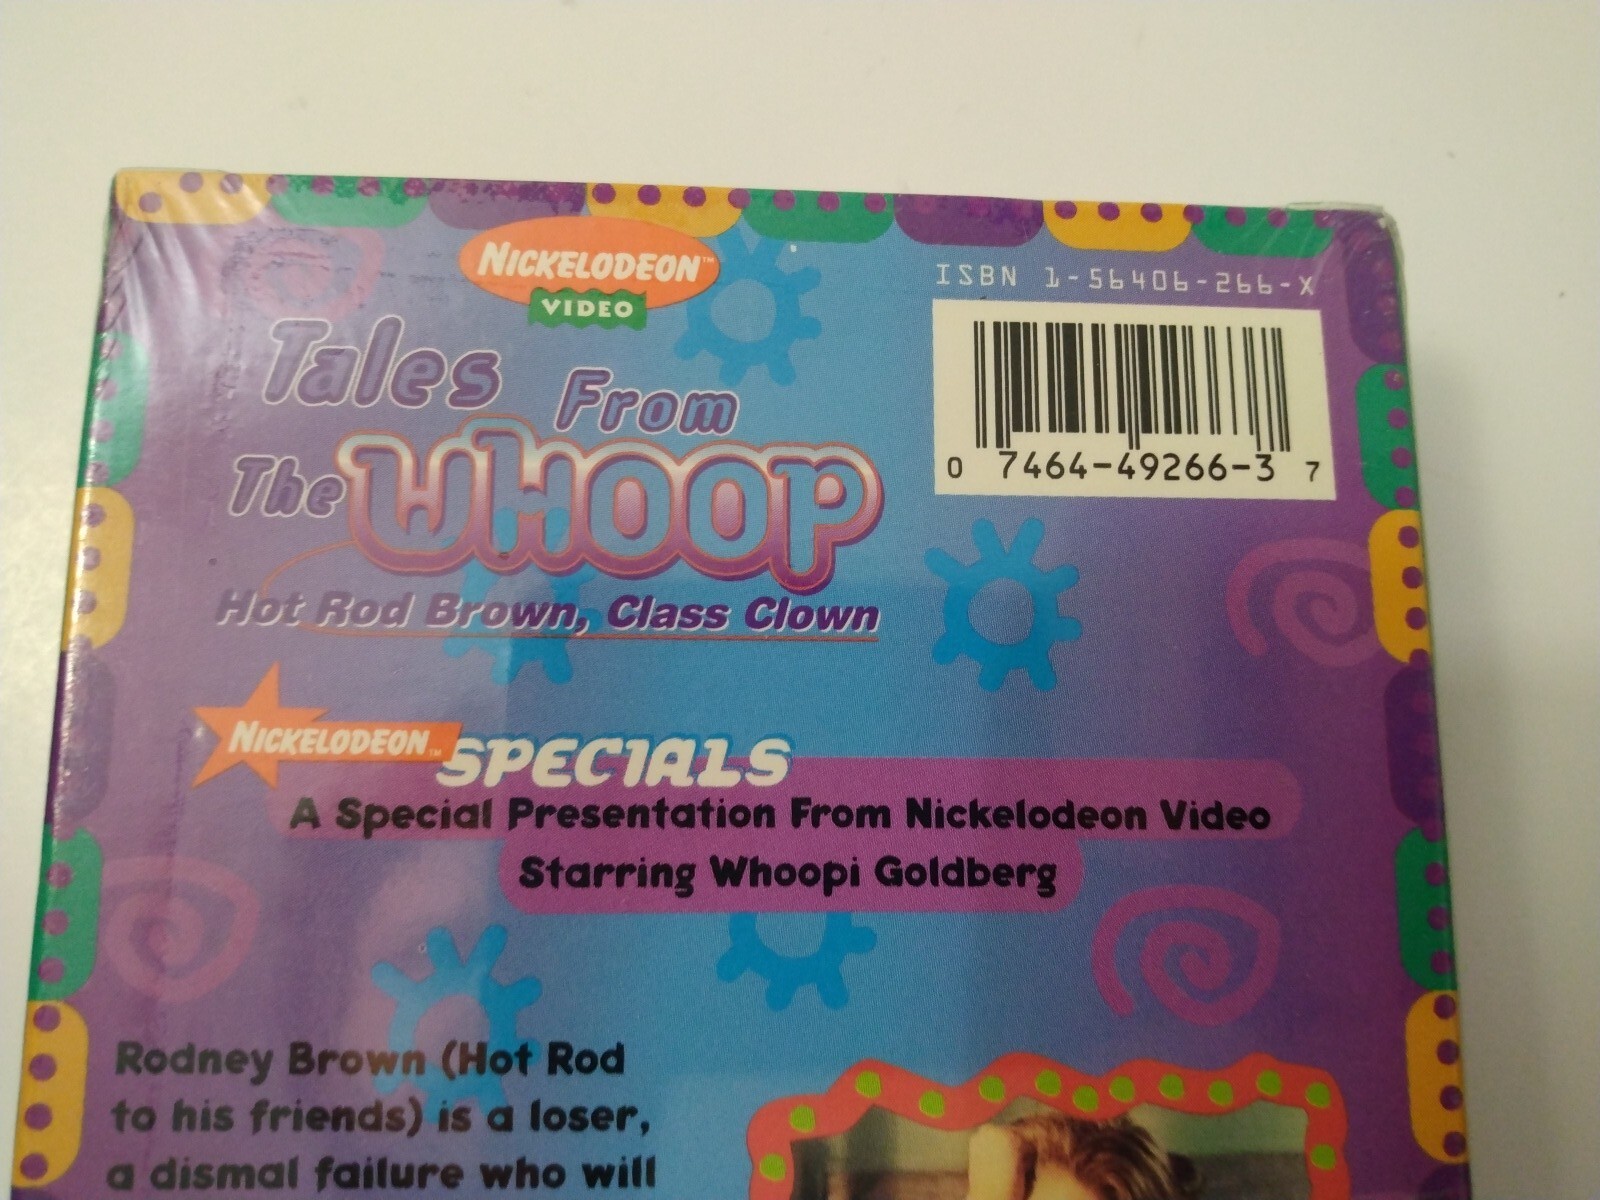 NICKELODEON™
VIDEO
ISBN 1-56406-266-X
0 7464-49266-3 7
Tales From
The WHOOP
Hot Rod Brown, Class Clown
NICKELODEON™ SPECIALS
A Special Presentation From Nickelodeon Video
Starring Whoopi Goldberg
Rodney Brown (Hot Rod
to his friends) is a loser,
a dismal failure who will